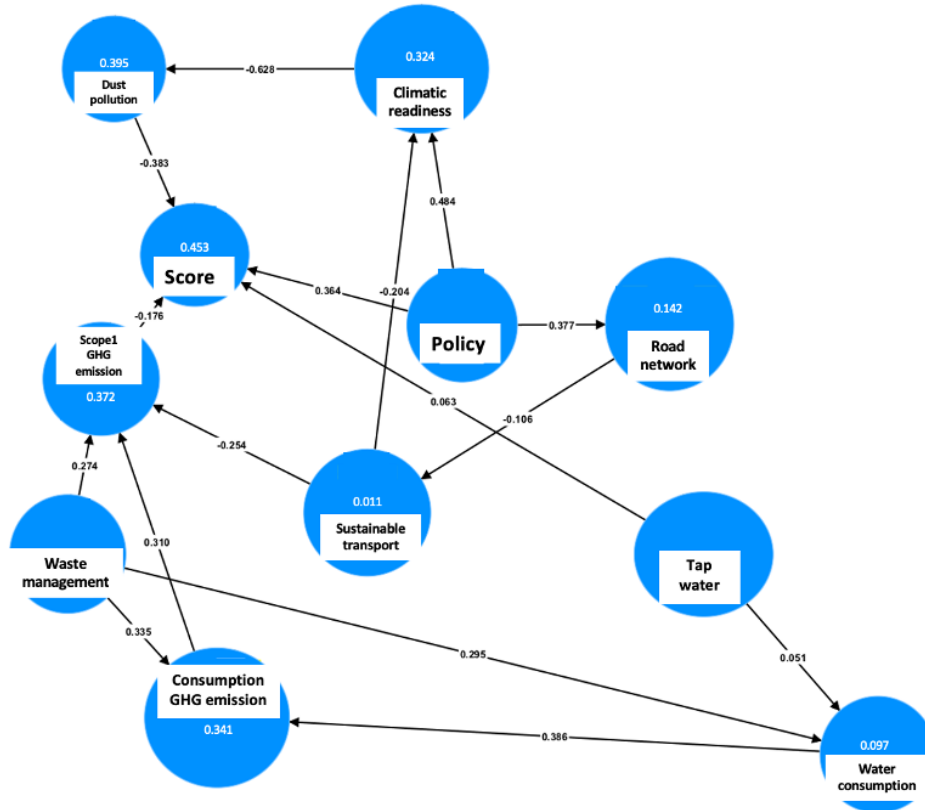 0.395
Dust
pollution
-0.628
0.324
Climatic
readiness
-0.383
0.484
0.453
Score
0.364
-0.204
Policy
0.377
0.142
Road
network
-0.176
Scope1
GHG
emission
0.372
0.063
-0.106
-0.254
0.274
0.011
Sustainable
transport
0.310
Waste
management
Tap
water
0.335
0.295
0.051
Consumption
GHG emission
0.341
0.386
0.097
Water
consumption